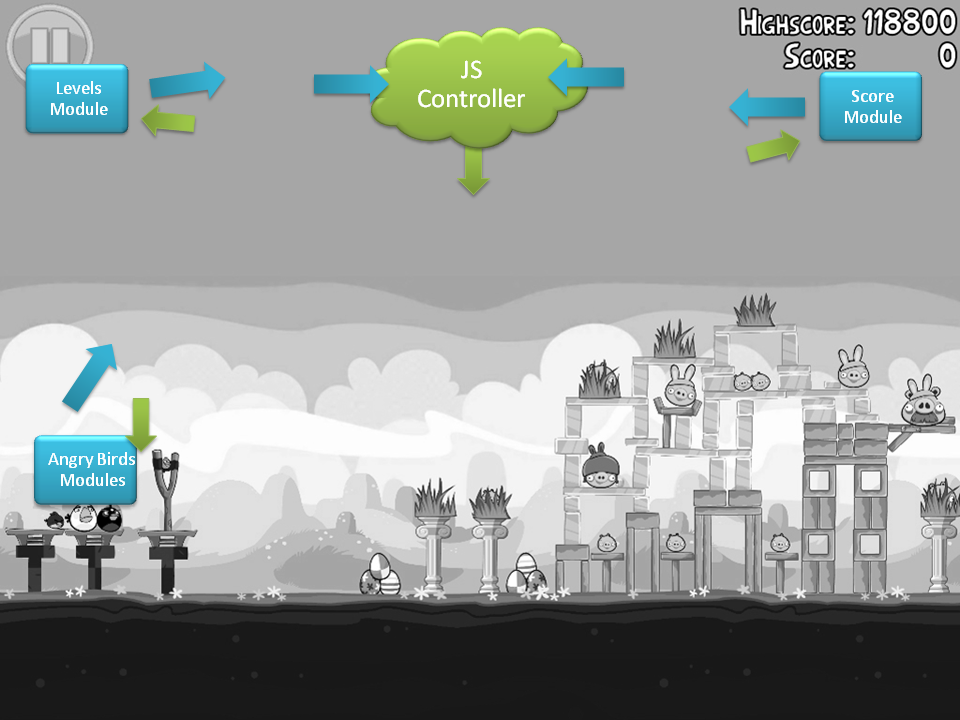 HIGHSCORE: 118800
SCORE: 0
JS
Controller
Levels
Module
Score
Module
Angry Birds
Modules